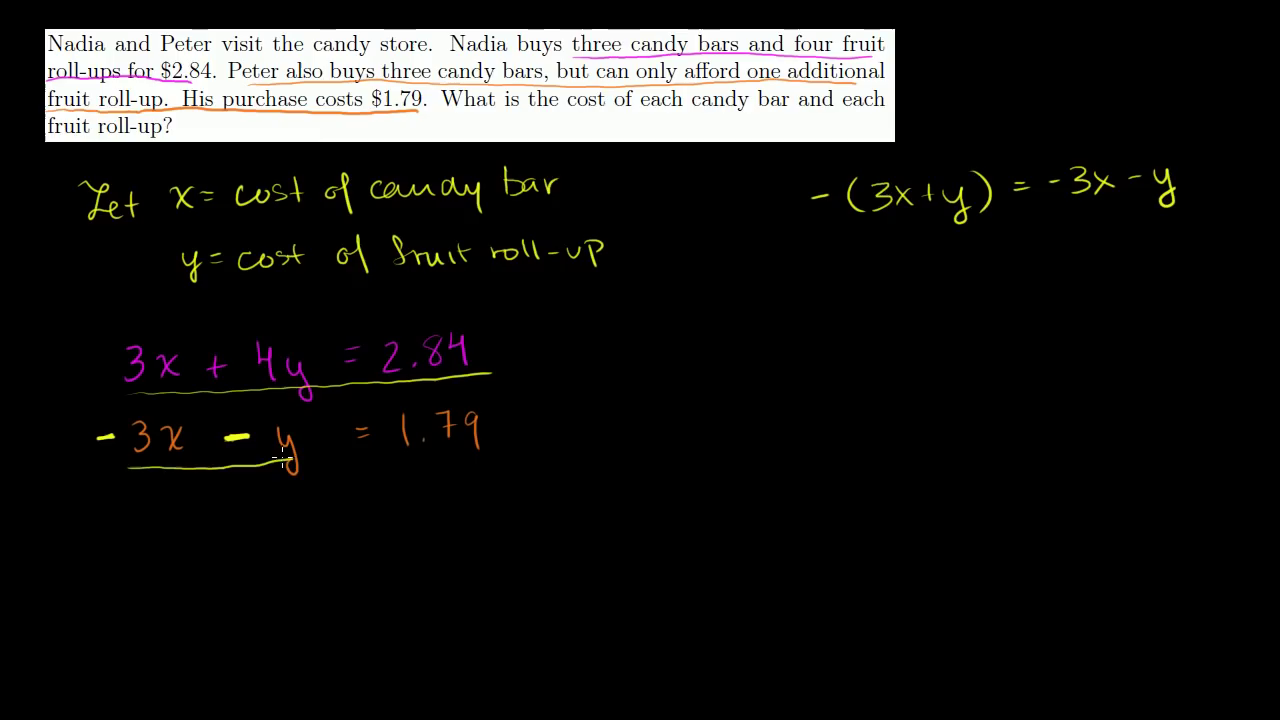 Nadia and Peter visit the candy store. Nadia buys three candy bars and four fruit
roll-ups for $2.84. Peter also buys three candy bars, but can only afford one additional
fruit roll-up. His purchase costs $1.79. What is the cost of each candy bar and each
fruit roll-up?
Let x = cost of candy bar
- (3x+y) = -3x - y
y = cost of fruit roll-up
3x + 4y = 2.84
- 3x - y = 1.79